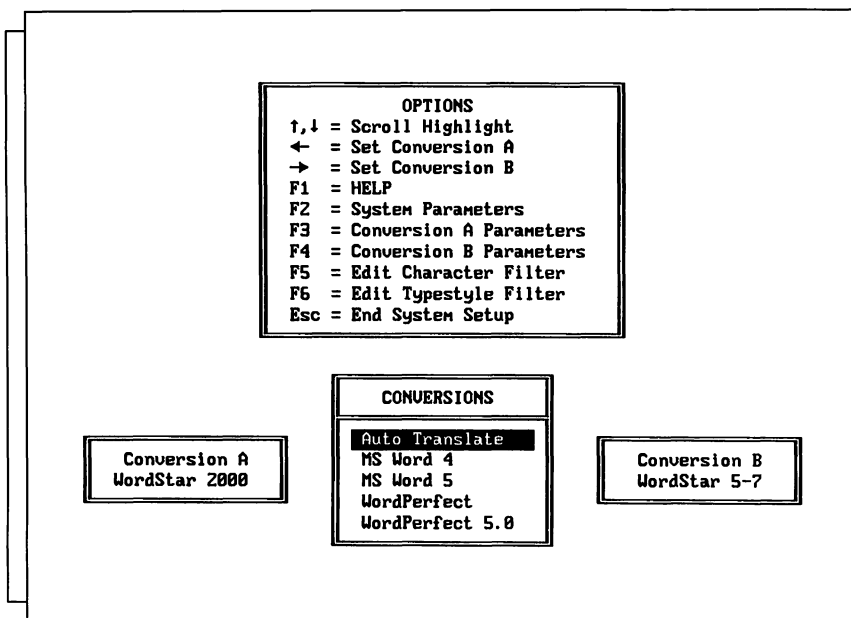 OPTIONS
↑,↓ = Scroll Highlight
← = Set Conversion A
→ = Set Conversion B
F1 = HELP
F2 = System Parameters
F3 = Conversion A Parameters
F4 = Conversion B Parameters
F5 = Edit Character Filter
F6 = Edit Typestyle Filter
Esc = End System Setup
CONVERSIONS
Auto Translate
MS Word 4
MS Word 5
WordPerfect
WordPerfect 5.0
Conversion A
WordStar 2000
Conversion B
WordStar 5-7